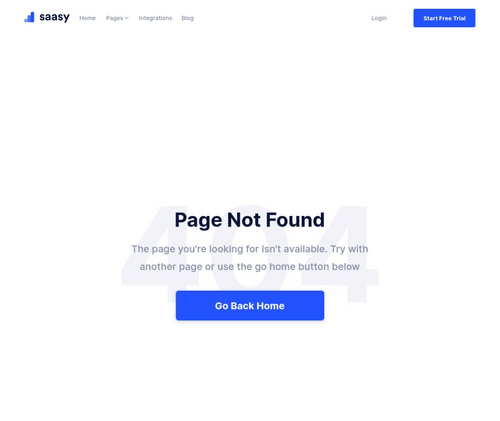 saasy
Home
Pages
Integrations
Blog
Login
Start Free Trial
404
Page Not Found
The page you're looking for isn't available. Try with
another page or use the go home button below
Go Back Home